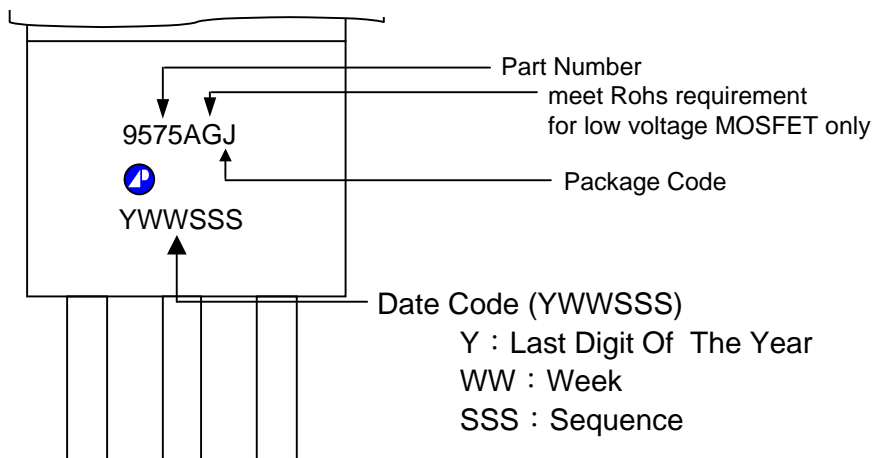 Part Number
meet Rohs requirement
for low voltage MOSFET only
9575AGJ
Package Code
YWWSSS
Date Code (YWWSSS)
Y：Last Digit Of The Year
WW：Week
SSS：Sequence